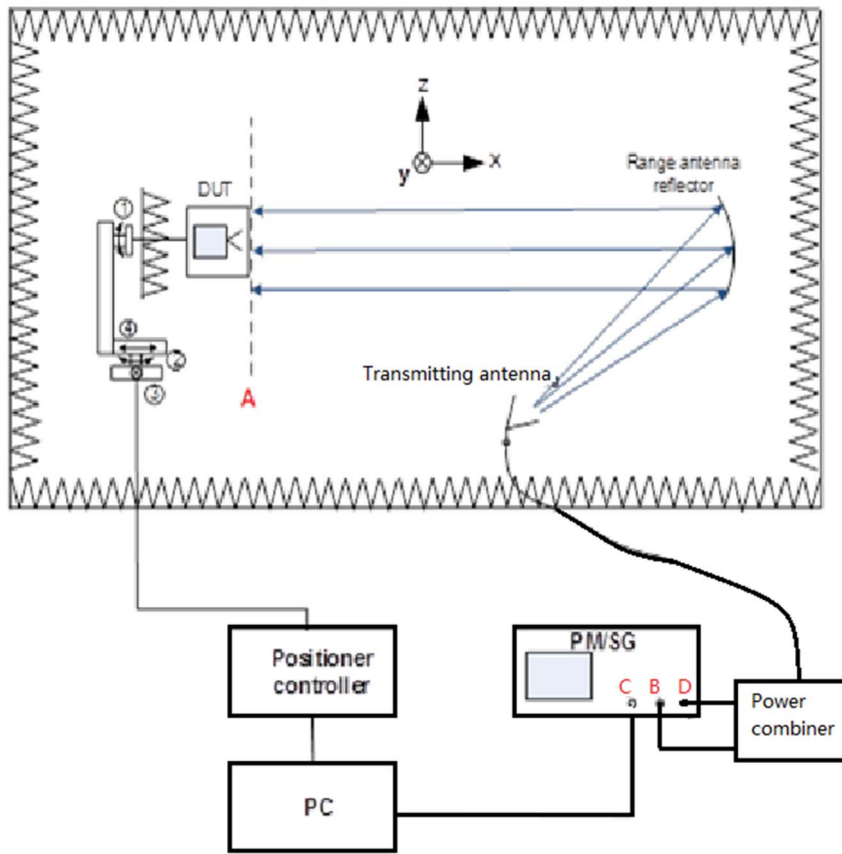 z
x
y
Range antenna
reflector
DUT
①
④
②
③
A
Transmitting antenna
Positioner
controller
PM/SG
C B D
Power
combiner
PC